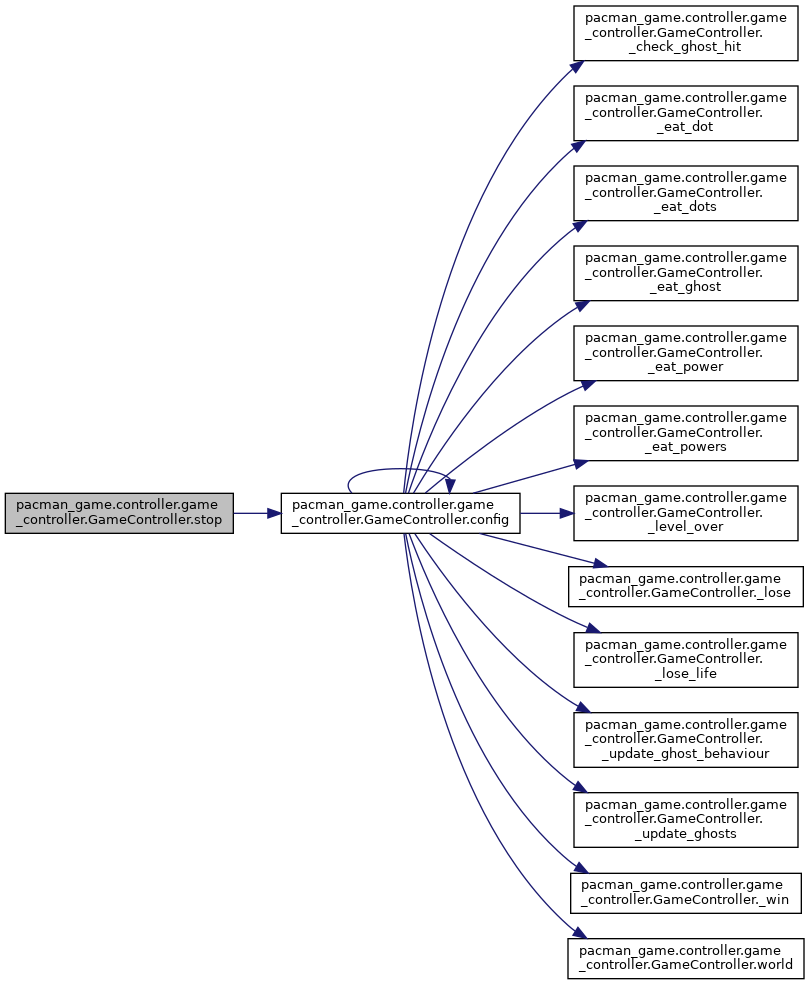 pacman_game.controller.game
_controller.GameController.
_check_ghost_hit
pacman_game.controller.game
_controller.GameController.
_eat_dot
pacman_game.controller.game
_controller.GameController.
_eat_dots
pacman_game.controller.game
_controller.GameController.
_eat_ghost
pacman_game.controller.game
_controller.GameController.
_eat_power
pacman_game.controller.game
_controller.GameController.
_eat_powers
pacman_game.controller.game
_controller.GameController.stop
pacman_game.controller.game
_controller.GameController.config
pacman_game.controller.game
_controller.GameController.
_level_over
pacman_game.controller.game
_controller.GameController._lose
pacman_game.controller.game
_controller.GameController.
_lose_life
pacman_game.controller.game
_controller.GameController.
_update_ghost_behaviour
pacman_game.controller.game
_controller.GameController.
_update_ghosts
pacman_game.controller.game
_controller.GameController._win
pacman_game.controller.game
_controller.GameController.world